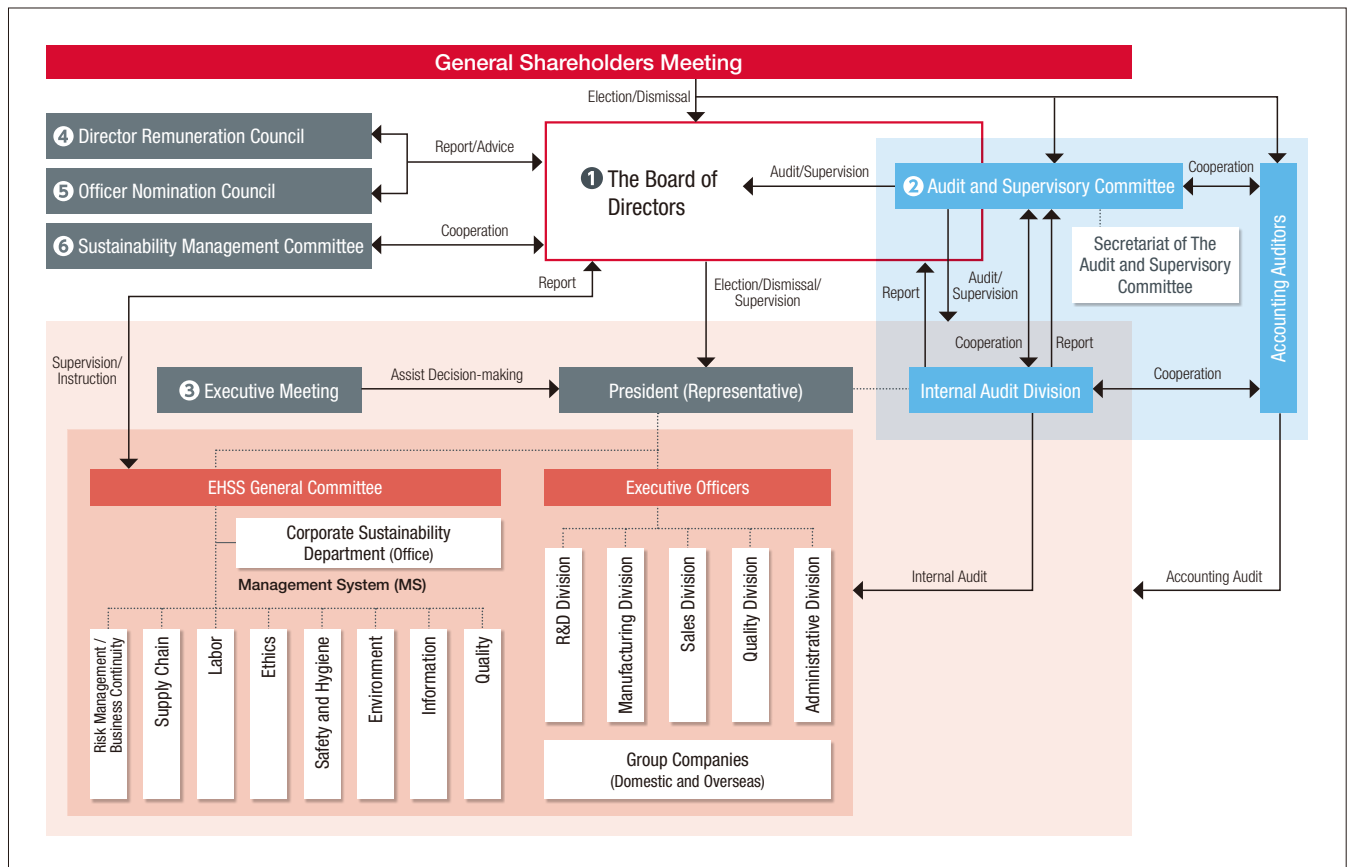 General Shareholders Meeting
Election/Dismissal
4 Director Remuneration Council
5 Officer Nomination Council
6 Sustainability Management Committee
Report/Advice
Cooperation
1 The Board of
Directors
Audit/Supervision
2 Audit and Supervisory Committee
Cooperation
Accounting Auditors
Secretariat of The
Audit and Supervisory
Committee
Report
Election/Dismissal/
Supervision
Report
Audit/
Supervision
Cooperation
Report
Supervision/
Instruction
3 Executive Meeting
Assist Decision-making
President (Representative)
Internal Audit Division
Cooperation
EHSS General Committee
Executive Officers
Corporate Sustainability
Department (Office)
Management System (MS)
Risk Management /
Business Continuity
Supply Chain
Labor
Ethics
Safety and Hygiene
Environment
Information
Quality
R&D Division
Manufacturing Division
Sales Division
Quality Division
Administrative Division
Group Companies
(Domestic and Overseas)
Internal Audit
Accounting Audit